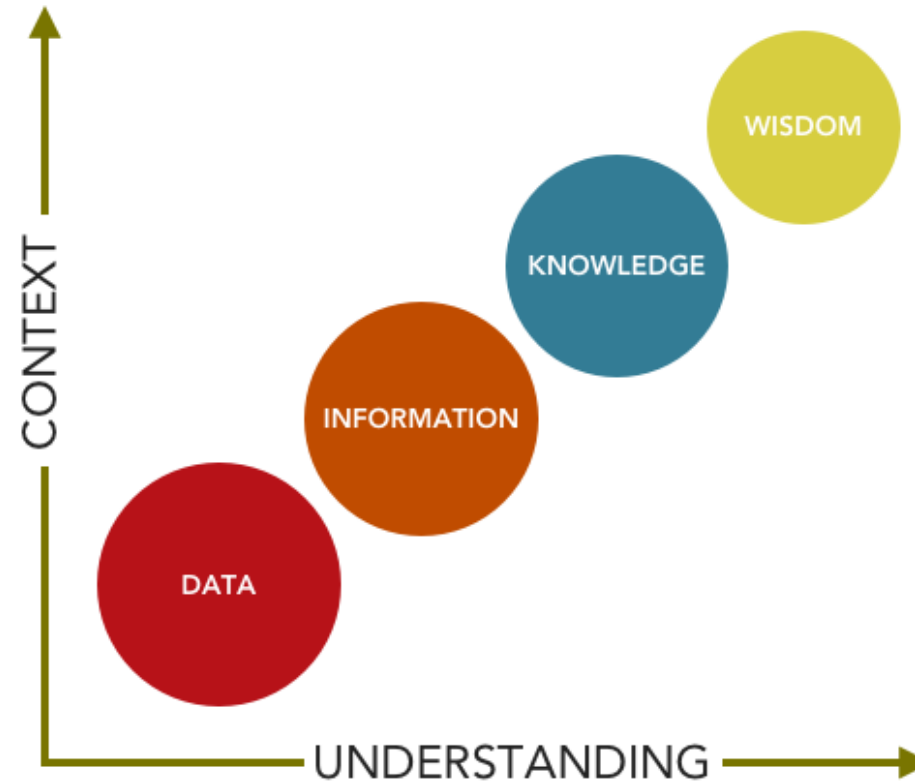 WISDOM
KNOWLEDGE
CONTEXT
INFORMATION
DATA
UNDERSTANDING